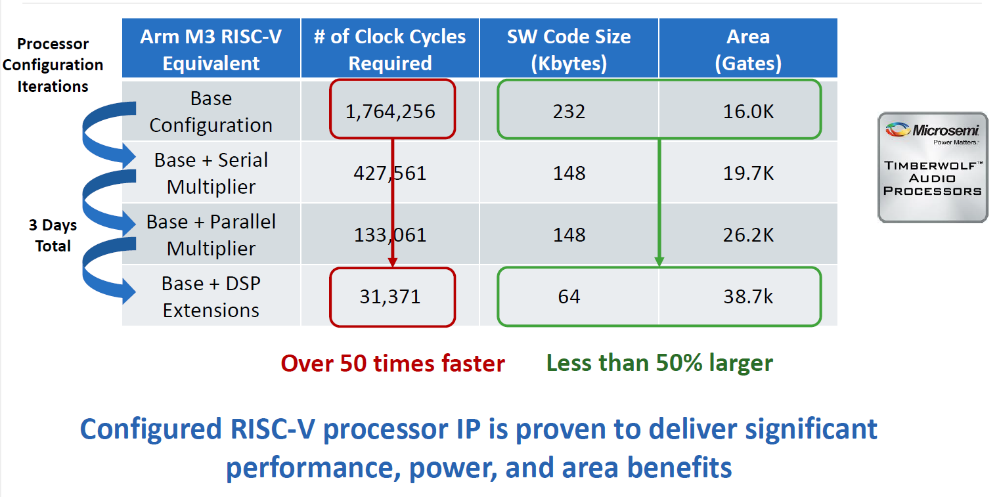 Processor
Configuration
Iterations
Arm M3 RISC-V
Equivalent
# of Clock Cycles
Required
SW Code Size
(Kbytes)
Area
(Gates)
Base
Configuration
1,764,256
232
16.0K
Base + Serial
Multiplier
427,561
148
19.7K
3 Days
Total
Base + Parallel
Multiplier
133,061
148
26.2K
Base + DSP
Extensions
31,371
64
38.7k
Microsemi.
Power Matters.™
TIMBERWOLF™
AUDIO
PROCESSORS
Over 50 times faster
Less than 50% larger
Configured RISC-V processor IP is proven to deliver significant
performance, power, and area benefits